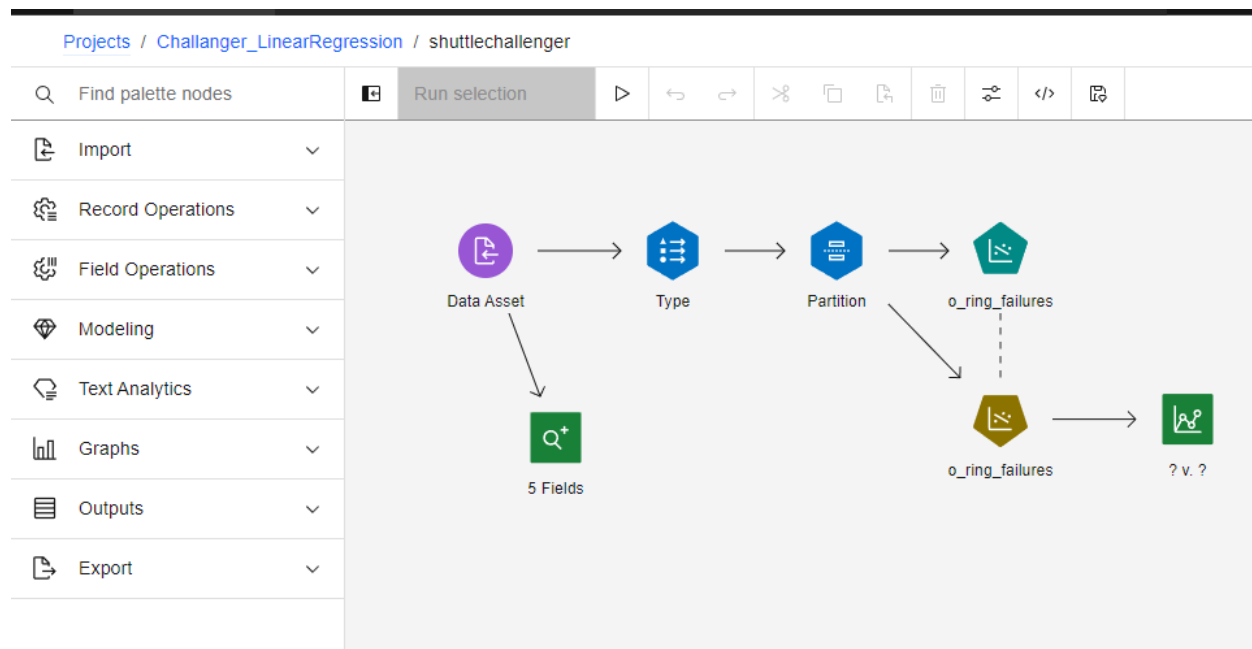 Projects / Challanger_LinearRegression / shuttlechallenger
Find palette nodes
Run selection
Import
Record Operations
Field Operations
Modeling
Text Analytics
Graphs
Outputs
Export
Data Asset
Type
Partition
o_ring_failures
5 Fields
o_ring_failures
? v. ?